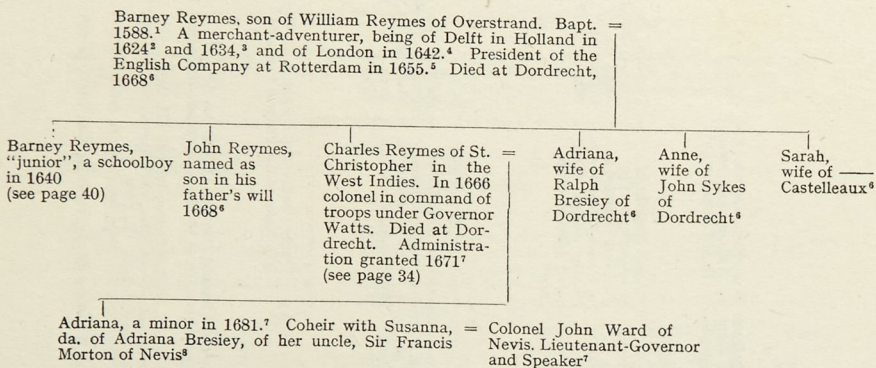 Barney Reymes, son of William Reymes of Overstrand. Bapt. =
1588.¹ A merchant-adventurer, being of Delft in Holland in
1624² and 1634,³ and of London in 1642.⁴ President of the
English Company at Rotterdam in 1655.⁵ Died at Dordrecht,
1668⁶
Barney Reymes,
"junior", a schoolboy
in 1640
(see page 40)
John Reymes,
named as
son in his
father's will
1668⁶
Charles Reymes of St. =
Christopher in the
West Indies. In 1666
colonel in command of
troops under Governor
Watts. Died at Dor-
drecht. Administra-
tion granted 1671⁷
(see page 34)
Adriana,
wife of
Ralph
Bresiey of
Dordrecht⁶
Anne,
wife of
John Sykes
of
Dordrecht⁶
Sarah,
wife of ——
Castelleaux⁶
Adriana, a minor in 1681.⁷ Coheir with Susanna, =
da. of Adriana Bresiey, of her uncle, Sir Francis
Morton of Nevis⁸
Colonel John Ward of
Nevis. Lieutenant-Governor
and Speaker⁷